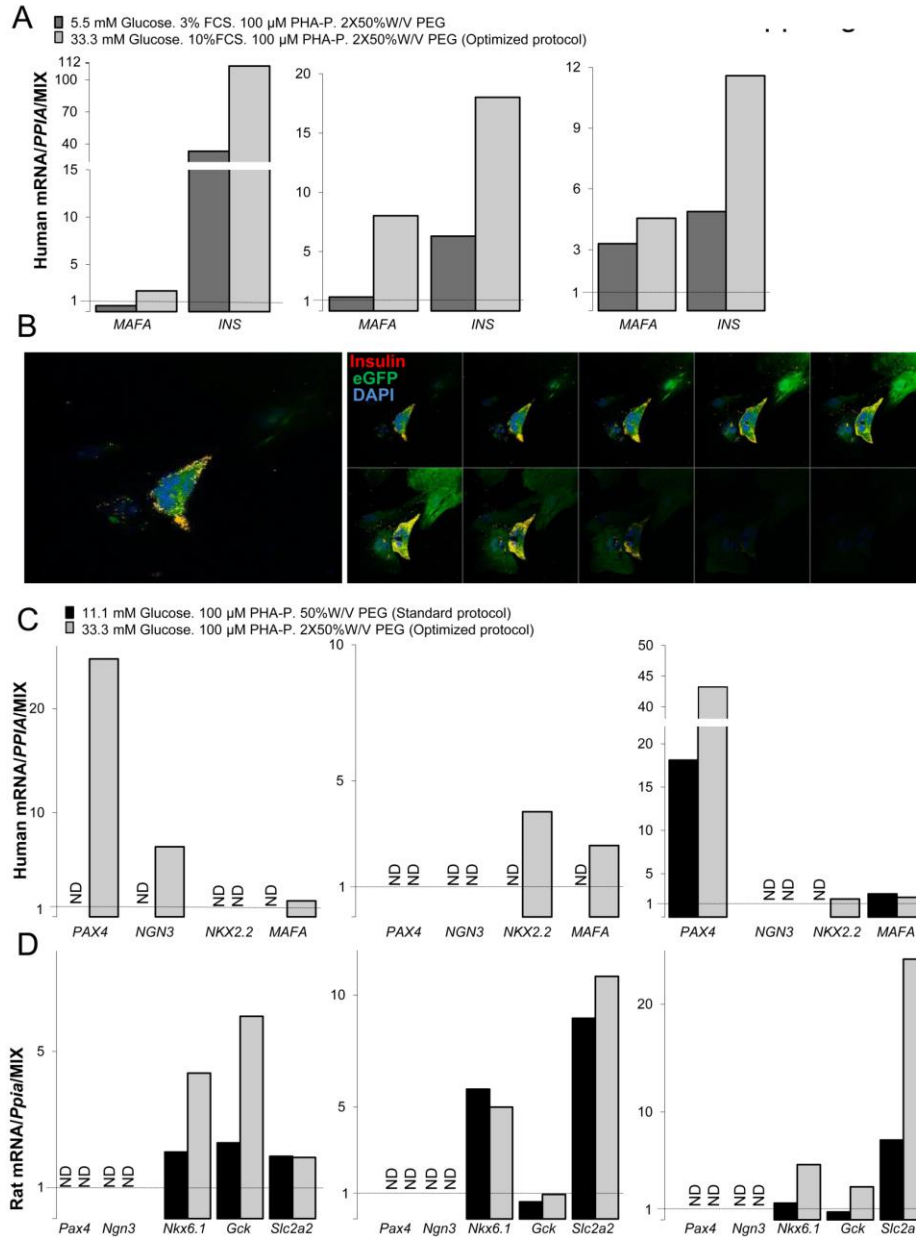 A
5.5 mM Glucose. 3% FCS. 100 µM PHA-P. 2X50%W/V PEG
33.3 mM Glucose. 10%FCS. 100 µM PHA-P. 2X50%W/V PEG (Optimized protocol)
Human mRNA/PPIA/MIX
112
100
40
15
10
5
1
MAFA INS
20
15
10
5
1
MAFA INS
12
9
6
3
1
MAFA INS
B
Insulin
eGFP
DAPI
C
11.1 mM Glucose. 100 µM PHA-P. 50%W/V PEG (Standard protocol)
33.3 mM Glucose. 100 µM PHA-P. 2X50%W/V PEG (Optimized protocol)
Human mRNA/PPIA/MIX
20
10
1
ND ND ND ND ND
PAX4 NGN3 NKX2.2 MAFA
10
5
1
ND ND ND ND ND ND
PAX4 NGN3 NKX2.2 MAFA
50
45
40
20
15
10
5
1
ND ND ND
PAX4 NGN3 NKX2.2 MAFA
D
Rat mRNA/Ppia/MIX
5
1
ND ND ND ND
Pax4 Ngn3 Nkx6.1 Gck Slc2a2
10
5
1
ND ND ND ND
Pax4 Ngn3 Nkx6.1 Gck Slc2a2
20
10
1
ND ND ND ND
Pax4 Ngn3 Nkx6.1 Gck Slc2a2